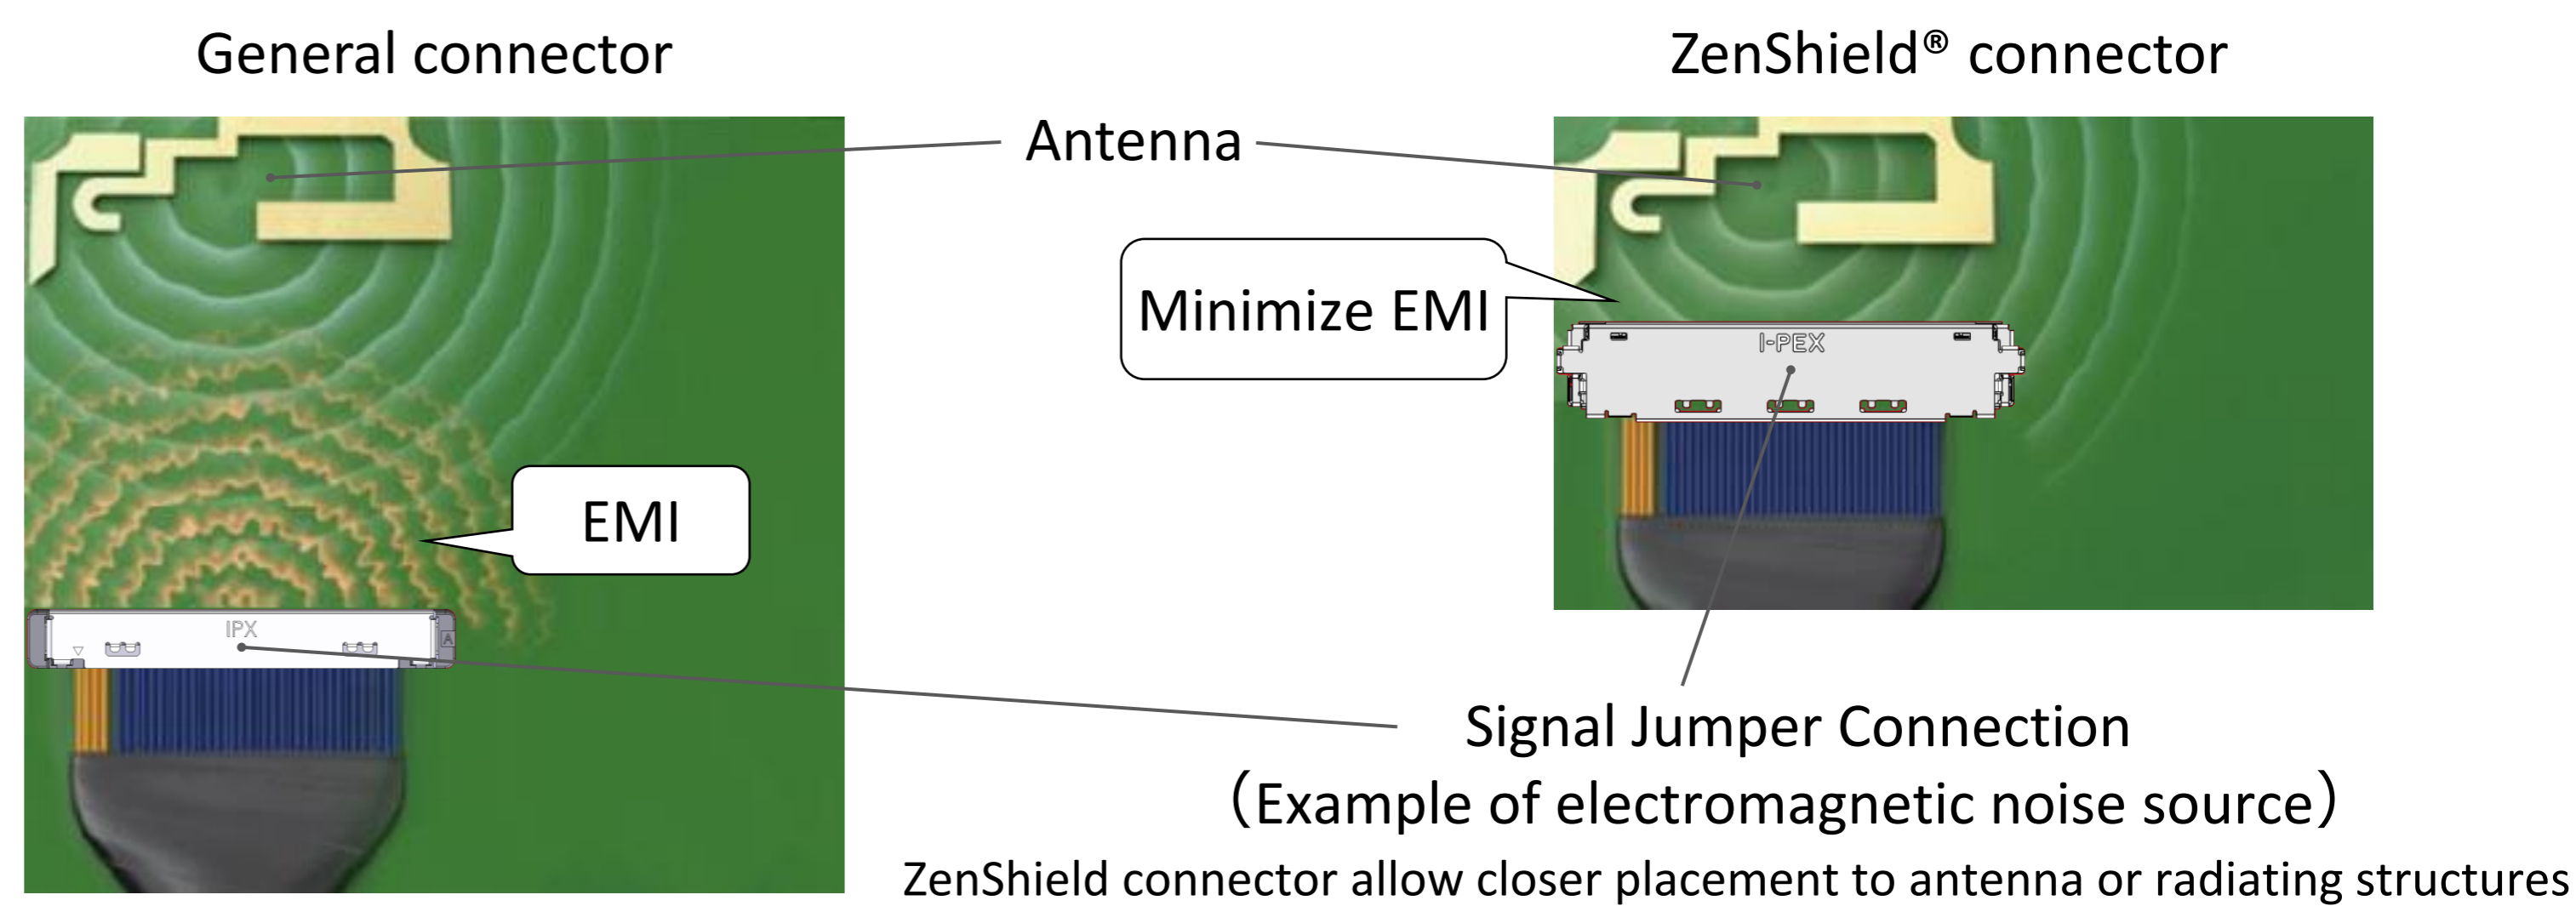 General connector
ZenShield® connector
Antenna
Minimize EMI
I-PEX
EMI
IPX
A
Signal Jumper Connection
（Example of electromagnetic noise source）
ZenShield connector allow closer placement to antenna or radiating structures